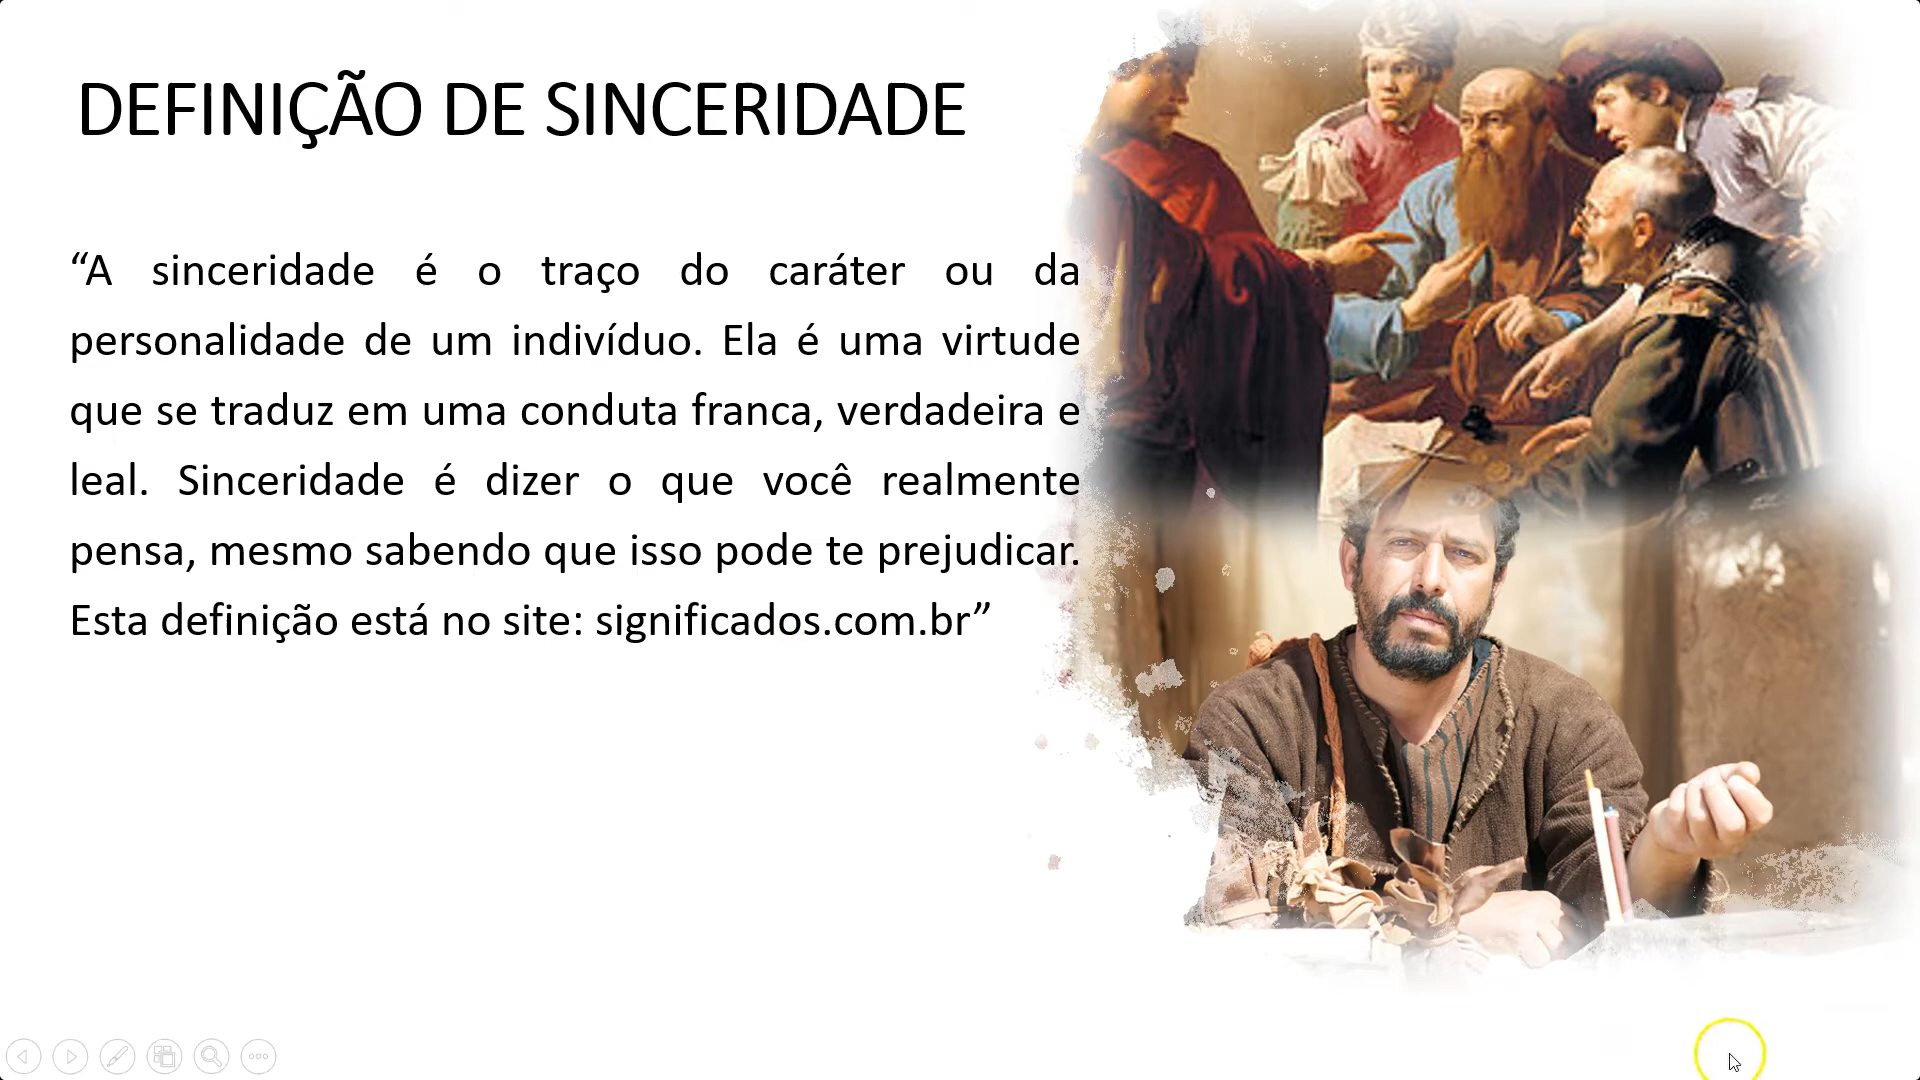 DEFINIÇÃO DE SINCERIDADE
“A sinceridade é o traço do caráter ou da
personalidade de um indivíduo. Ela é uma virtude
que se traduz em uma conduta franca, verdadeira e
leal. Sinceridade é dizer o que você realmente
pensa, mesmo sabendo que isso pode te prejudicar.
Esta definição está no site: significados.com.br”